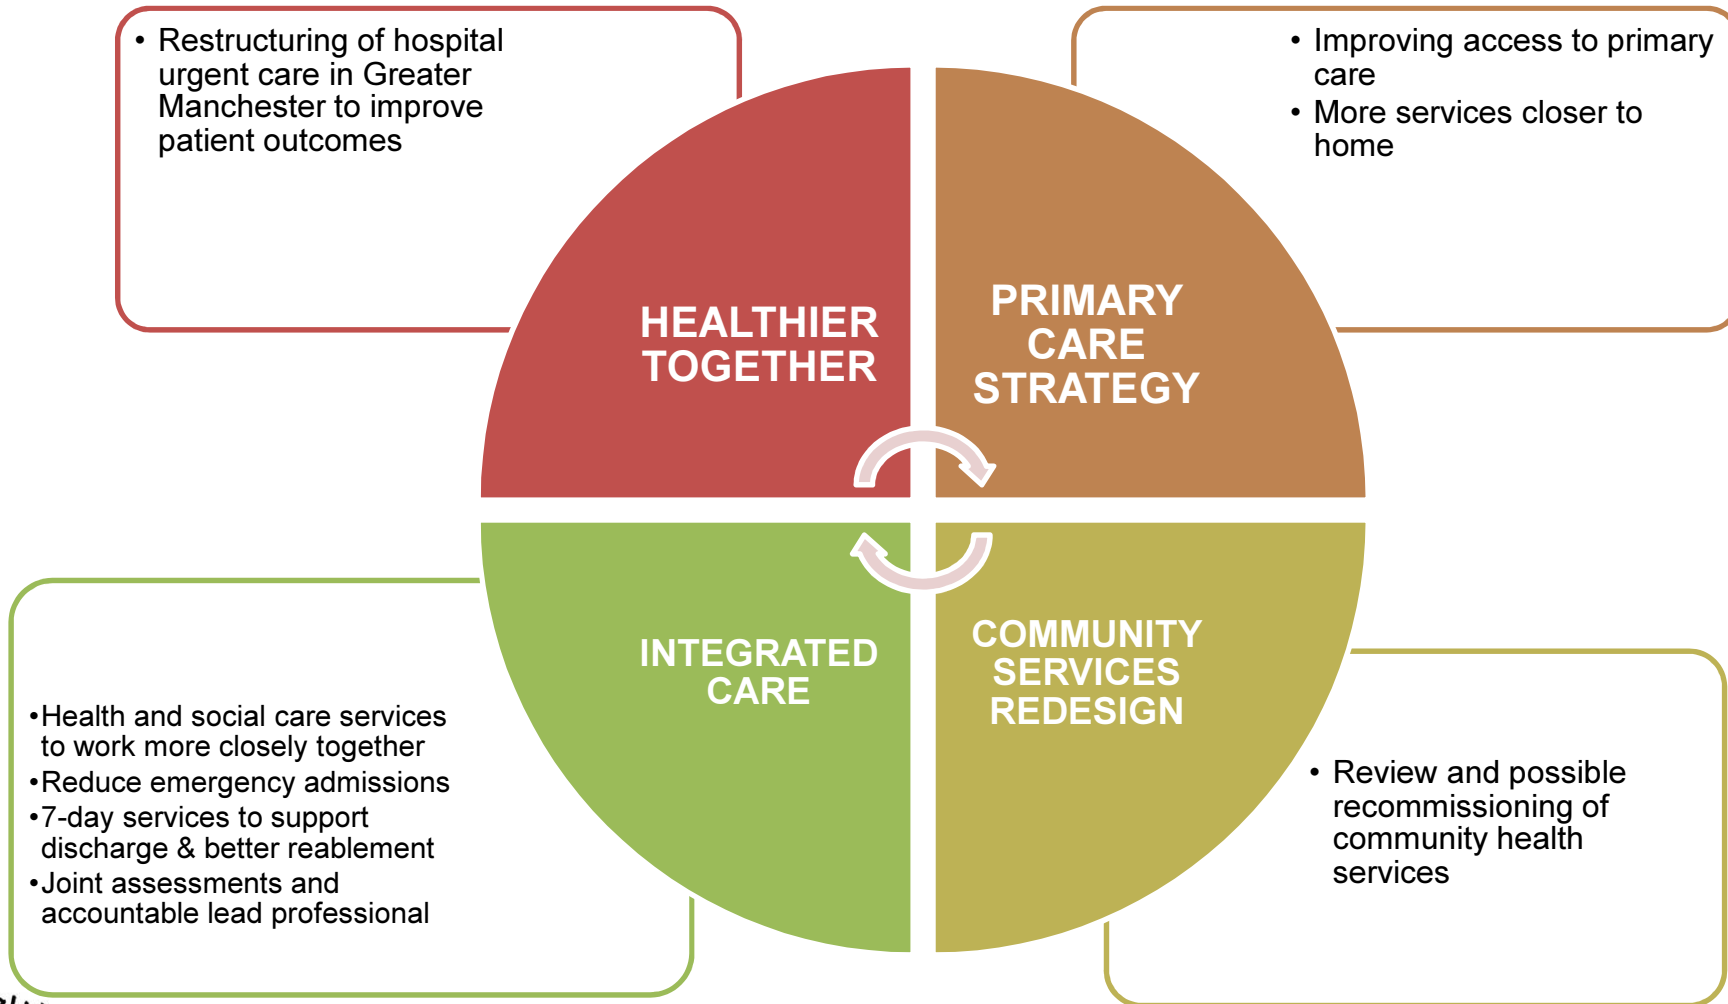 • Restructuring of hospital
urgent care in Greater
Manchester to improve
patient outcomes
• Improving access to primary
care
• More services closer to
home
HEALTHIER
TOGETHER
PRIMARY
CARE
STRATEGY
INTEGRATED
CARE
COMMUNITY
SERVICES
REDESIGN
•Health and social care services
to work more closely together
•Reduce emergency admissions
•7-day services to support
discharge & better reablement
•Joint assessments and
accountable lead professional
• Review and possible
recommissioning of
community health
services